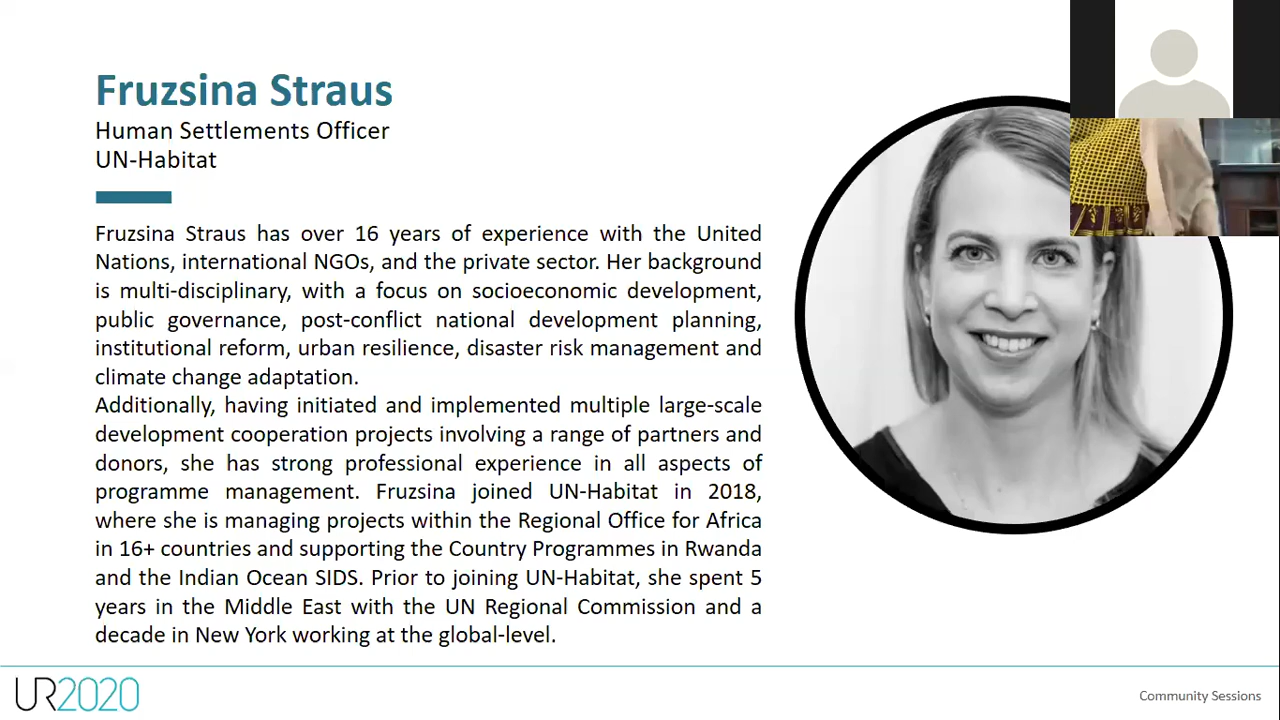 Fruzsina Straus
Human Settlements Officer
UN-Habitat
Fruzsina Straus has over 16 years of experience with the United
Nations, international NGOs, and the private sector. Her background
is multi-disciplinary, with a focus on socioeconomic development,
public governance, post-conflict national development planning,
institutional reform, urban resilience, disaster risk management and
climate change adaptation.
Additionally, having initiated and implemented multiple large-scale
development cooperation projects involving a range of partners and
donors, she has strong professional experience in all aspects of
programme management. Fruzsina joined UN-Habitat in 2018,
where she is managing projects within the Regional Office for Africa
in 16+ countries and supporting the Country Programmes in Rwanda
and the Indian Ocean SIDS. Prior to joining UN-Habitat, she spent 5
years in the Middle East with the UN Regional Commission and a
decade in New York working at the global-level.
UR2020
Community Sessions